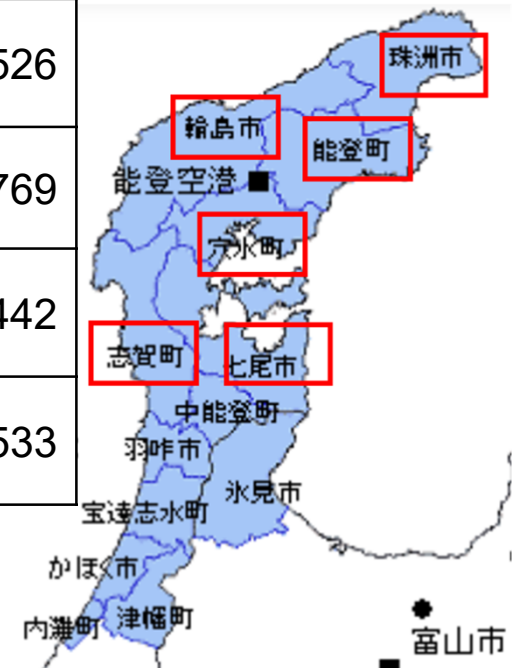 526
769
442
533
珠洲市
輪島市
能登町
能登空港
穴水町
志賀町
七尾市
中能登町
羽咋市
氷見市
宝達志水町
かほく市
内灘町
津幡町
富山市